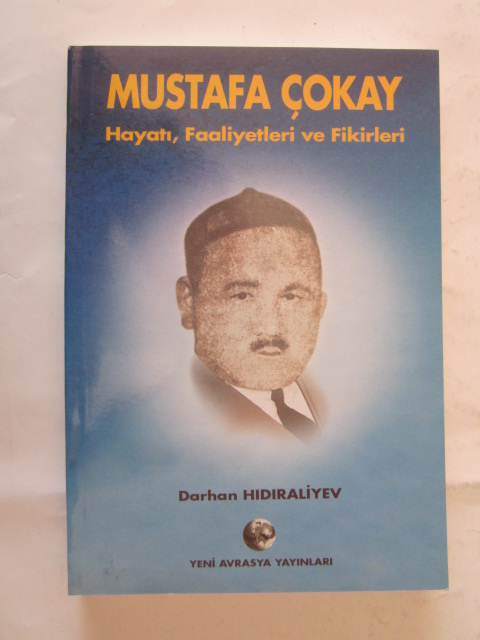 MUSTAFA ÇOKAY
Hayatı, Faaliyetleri ve Fikirleri
Darhan HIDIRALİYEV
YENİ AVRASYA YAYINLARI